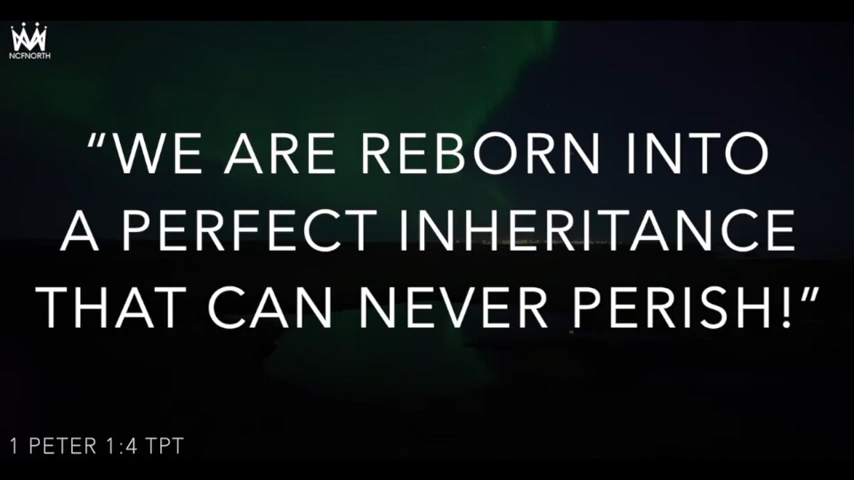 NCFNORTH
“WE ARE REBORN INTO
A PERFECT INHERITANCE
THAT CAN NEVER PERISH!”
1 PETER 1:4 TPT